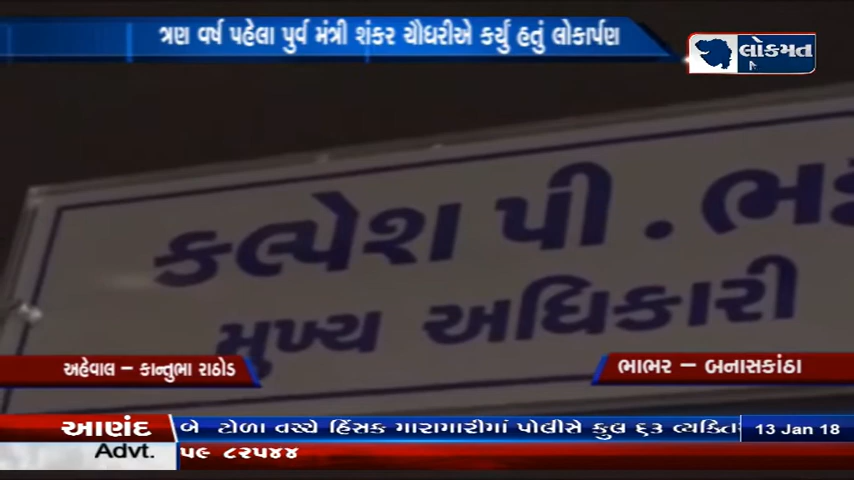 ત્રણ વર્ષ પહેલા પુર્વ મંત્રી શંકર ચૌધરીએ કર્યું હતું લોકાર્પણ
લોકમત
કલ્પેશ પી.
મુખ્ય અધિકારી
અહેવાલ - કાન્તુભા રાઠોડ
ભાભર - બનાસકાંઠા
આણંદ
બે ટોળા વચ્ચે હિંસક મારામારીમાં પોલીસે કુલ ૬૩
13 Jan 18
Advt.
૫૯ ૮૨૫૪૪